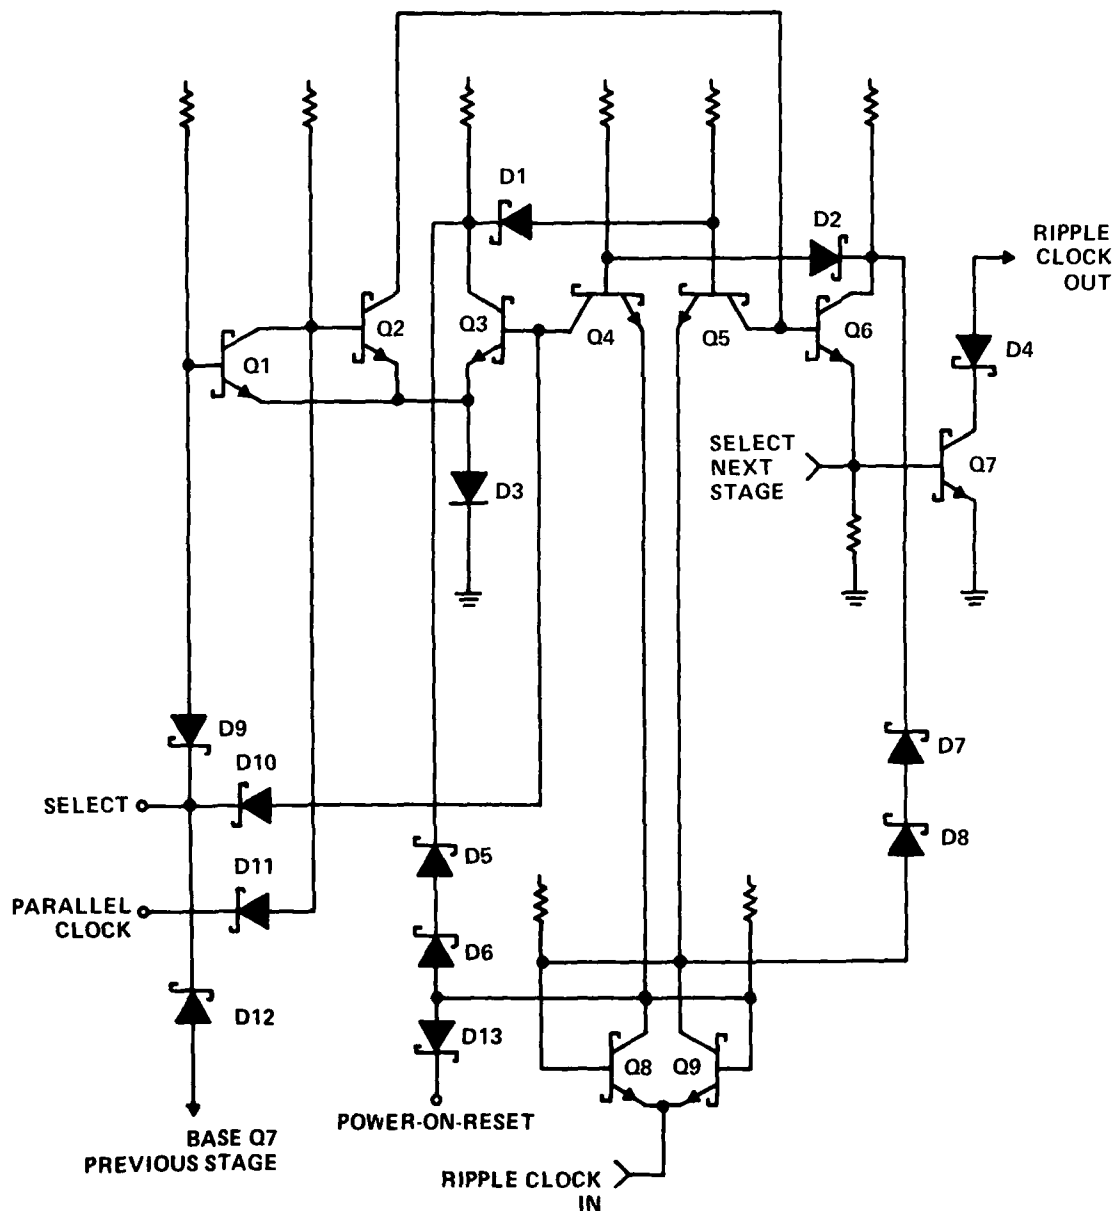 D1
D2
RIPPLE
CLOCK
OUT
Q2
Q3
Q4
Q5
Q6
Q1
D4
SELECT
NEXT
STAGE
Q7
D3
D9
D10
SELECT
D7
D8
D11
PARALLEL
CLOCK
D5
D6
D12
D13
Q8
Q9
POWER-ON-RESET
BASE Q7
PREVIOUS STAGE
RIPPLE CLOCK
IN